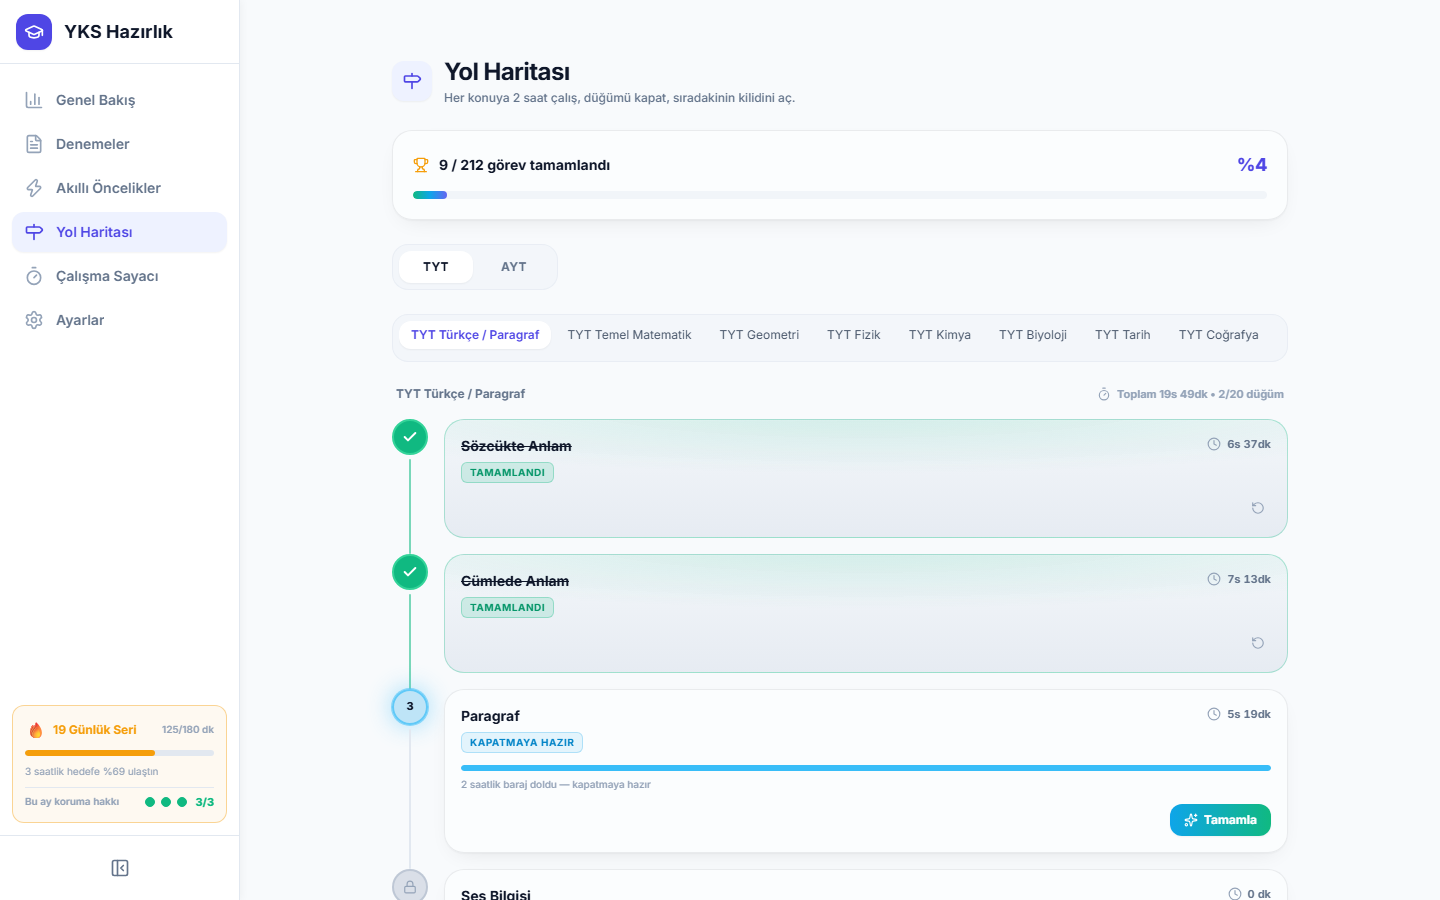 YKS Hazırlık
Genel Bakış
Denemeler
Akıllı Öncelikler
Yol Haritası
Çalışma Sayacı
Ayarlar
19 Günlük Seri
125/180 dk
3 saatlik hedefe %69 ulaştın
Bu ay koruma hakkı
3/3
Yol Haritası
Her konuya 2 saat çalış, düğümü kapat, sıradakinin kilidini aç.
9 / 212 görev tamamlandı
%4
TYT
AYT
TYT Türkçe / Paragraf
TYT Temel Matematik
TYT Geometri
TYT Fizik
TYT Kimya
TYT Biyoloji
TYT Tarih
TYT Coğrafya
TYT Türkçe / Paragraf
Toplam 19s 49dk • 2/20 düğüm
Sözcükte Anlam
6s 37dk
TAMAMLANDI
Cümlede Anlam
7s 13dk
TAMAMLANDI
3
Paragraf
5s 19dk
KAPATMAYA HAZIR
2 saatlik baraj doldu — kapatmaya hazır
Tamamla
Ses Bilgisi
0 dk